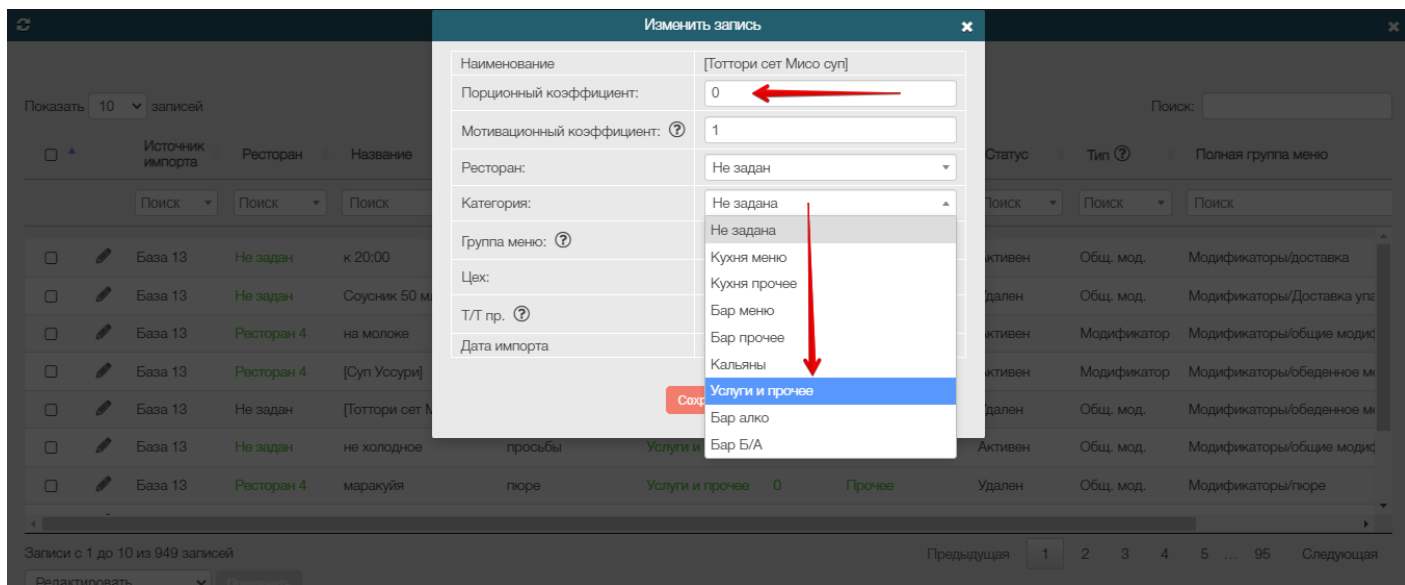 Изменить запись
Показать 10 записей
Поиск:
Источник импорта Ресторан Название Статус Тип Полная группа меню
Поиск Поиск Поиск Поиск Поиск Поиск
Наименование [Тоттори сет Мисо суп]
Порционный коэффициент: 0
Мотивационный коэффициент: ? 1
Ресторан: Не задан
Категория: Не задана
Группа меню: ?
Цех:
Т/Т пр. ?
Дата импорта
Не задана
Кухня меню
Кухня прочее
Бар меню
Бар прочее
Кальяны
Услуги и прочее
Бар алко
Бар Б/А
База 13 Не задан к 20:00 Активен Общ. мод. Модификаторы/доставка
База 13 Не задан Соусник 50 Удален Общ. мод. Модификаторы/Доставка
База 13 Ресторан 4 на молоке Активен Модификатор Модификаторы/общие
База 13 Ресторан 4 [Суп Уссури] Активен Модификатор Модификаторы/обеденное
База 13 Не задан [Тоттори сет Удален Общ. мод. Модификаторы/обеденное
База 13 Не задан не холодное просьбы Услуги и Активен Общ. мод. Модификаторы/общие
База 13 Ресторан 4 маракуйя пюре Услуги и прочее 0 Прочее Удален Общ. мод. Модификаторы/пюре
Записи с 1 до 10 из 949 записей
Предыдущая 1 2 3 4 5 ... 95 Следующая
Редактировать